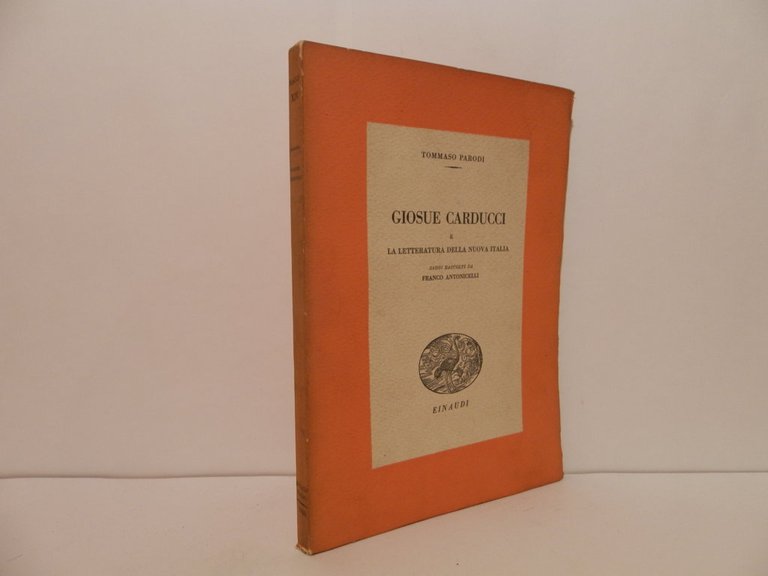 TOMMASO PARODI
GIOSUE CARDUCCI
E
LA LETTERATURA DELLA NUOVA ITALIA
SAGGI RACCOLTI DA
FRANCO ANTONICELLI
EINAUDI